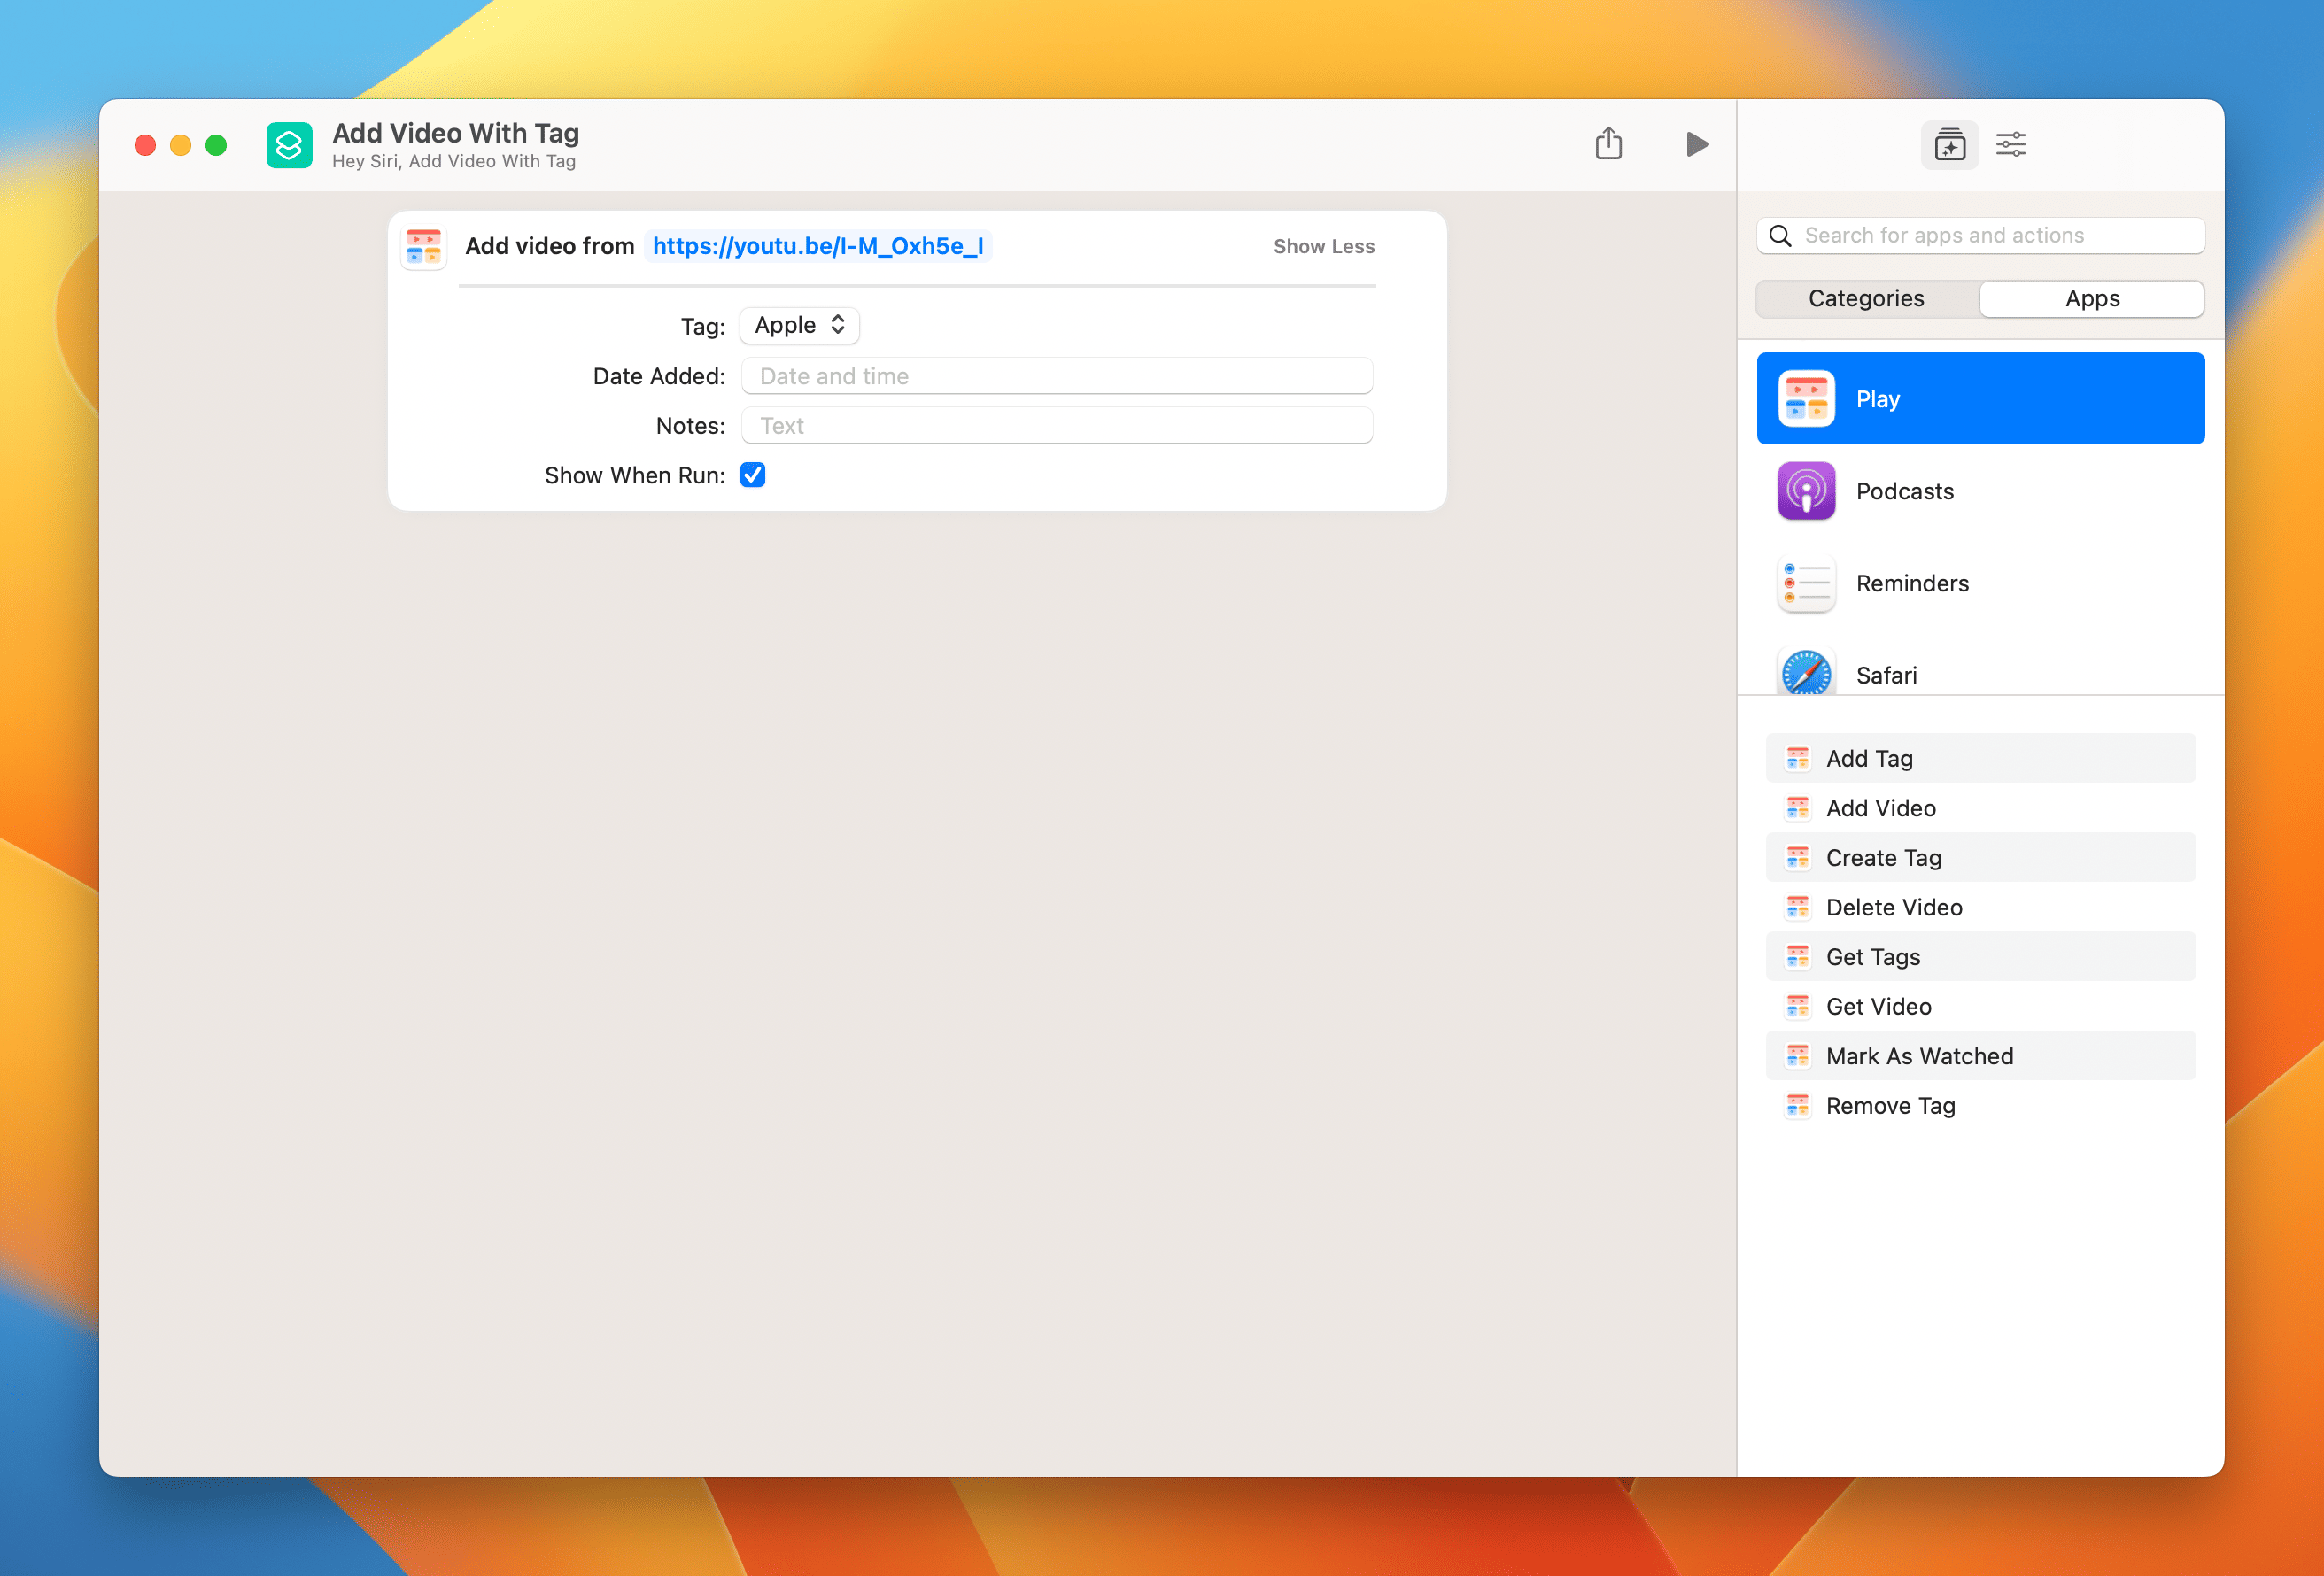 Add Video With Tag
Hey Siri, Add Video With Tag
Add video from https://youtu.be/I-M_Oxh5e_I
Show Less
Tag: Apple
Date Added: Date and time
Notes: Text
Show When Run:
Search for apps and actions
Categories
Apps
Play
Podcasts
Reminders
Safari
Add Tag
Add Video
Create Tag
Delete Video
Get Tags
Get Video
Mark As Watched
Remove Tag